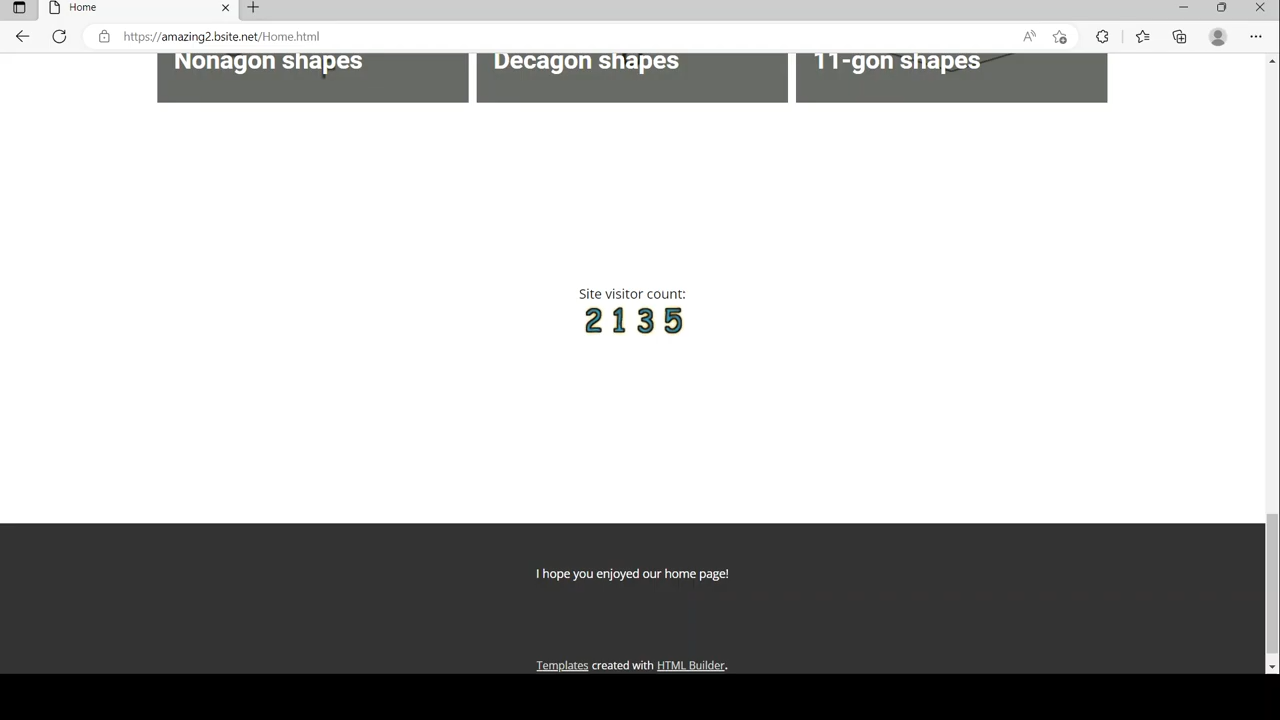 Home
https://amazing2.bsite.net/Home.html
Nonagon shapes
Decagon shapes
11-gon shapes
Site visitor count:
2135
I hope you enjoyed our home page!
Templates created with HTML Builder.